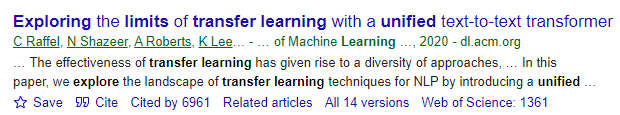 Exploring the limits of transfer learning with a unified text-to-text transformer
C Raffel, N Shazeer, A Roberts, K Lee… - … of Machine Learning …, 2020 - dl.acm.org
… The effectiveness of transfer learning has given rise to a diversity of approaches, … In this
paper, we explore the landscape of transfer learning techniques for NLP by introducing a unified …
Save Cite Cited by 6961 Related articles All 14 versions Web of Science: 1361